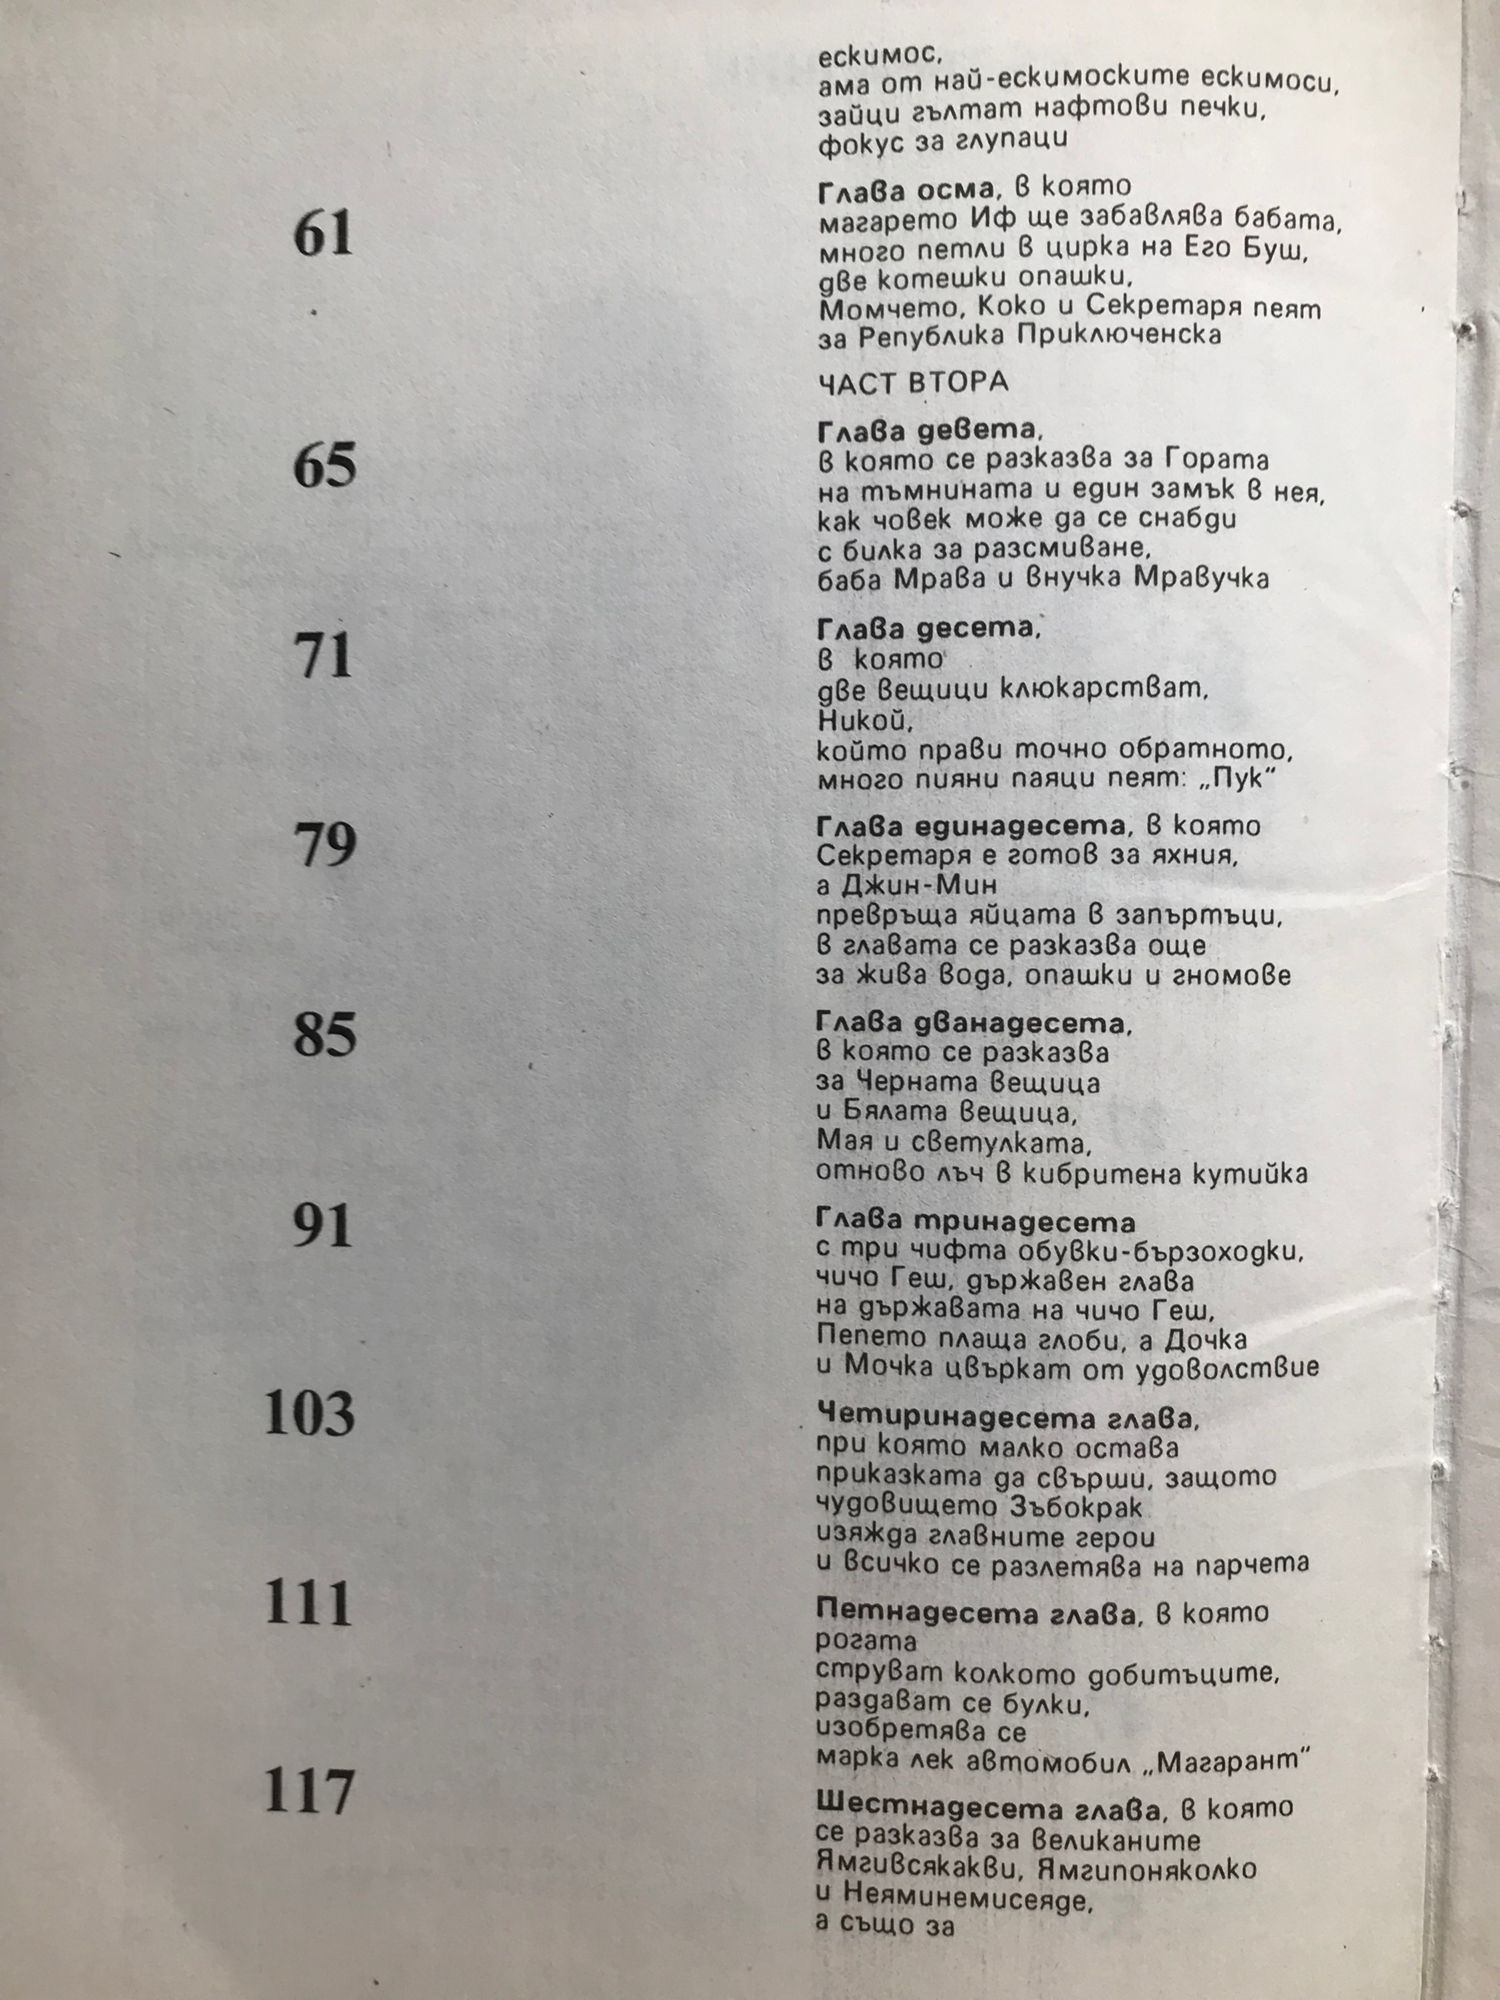 ескимос,
ама от най-ескимоските ескимоси,
зайци гълтат нафтови печки,
фокус за глупаци
61
Глава осма, в която
магарето Иф ще забавлява бабата,
много петли в цирка на Его Буш,
две котешки опашки,
Момчето, Коко и Секретаря пеят
за Република Приключенска
ЧАСТ ВТОРА
65
Глава девета,
в която се разказва за Гората
на тъмнината и един замък в нея,
как човек може да се снабди
с билка за разсмиване,
баба Мрава и внучка Мравучка
71
Глава десета,
в която
две вещици клюкарстват,
Никой,
който прави точно обратното,
много пияни паяци пеят: „Пук“
79
Глава единадесета, в която
Секретаря е готов за яхния,
а Джин-Мин
превръща яйцата в запъртъци,
в главата се разказва още
за жива вода, опашки и гномове
85
Глава дванадесета,
в която се разказва
за Черната вещица
и Бялата вещица,
Мая и светулката,
отново лъч в кибритена кутийка
91
Глава тринадесета
с три чифта обувки-бързоходки,
чичо Геш, държавен глава
на държавата на чичо Геш,
Пепето плаща глоби, а Дочка
и Мочка цвъркат от удоволствие
103
Четиринадесета глава,
при която малко остава
приказката да свърши, защото
чудовището Зъбокрак
изяжда главните герои
и всичко се разлетява на парчета
111
Петнадесета глава, в която
рогата
струват колкото добитъците,
раздават се булки,
изобретява се
марка лек автомобил „Магарант“
117
Шестнадесета глава, в която
се разказва за великаните
Ямгивсякакви, Ямгипоняколко
и Неяминемисеяде,
а също за